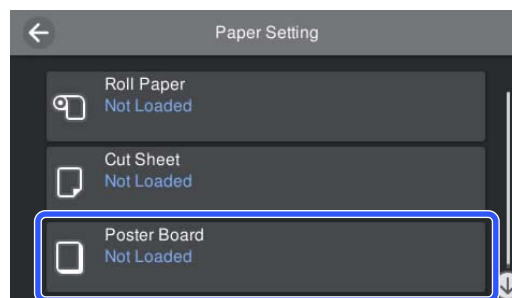 Paper Setting
Roll Paper
Not Loaded
Cut Sheet
Not Loaded
Poster Board
Not Loaded